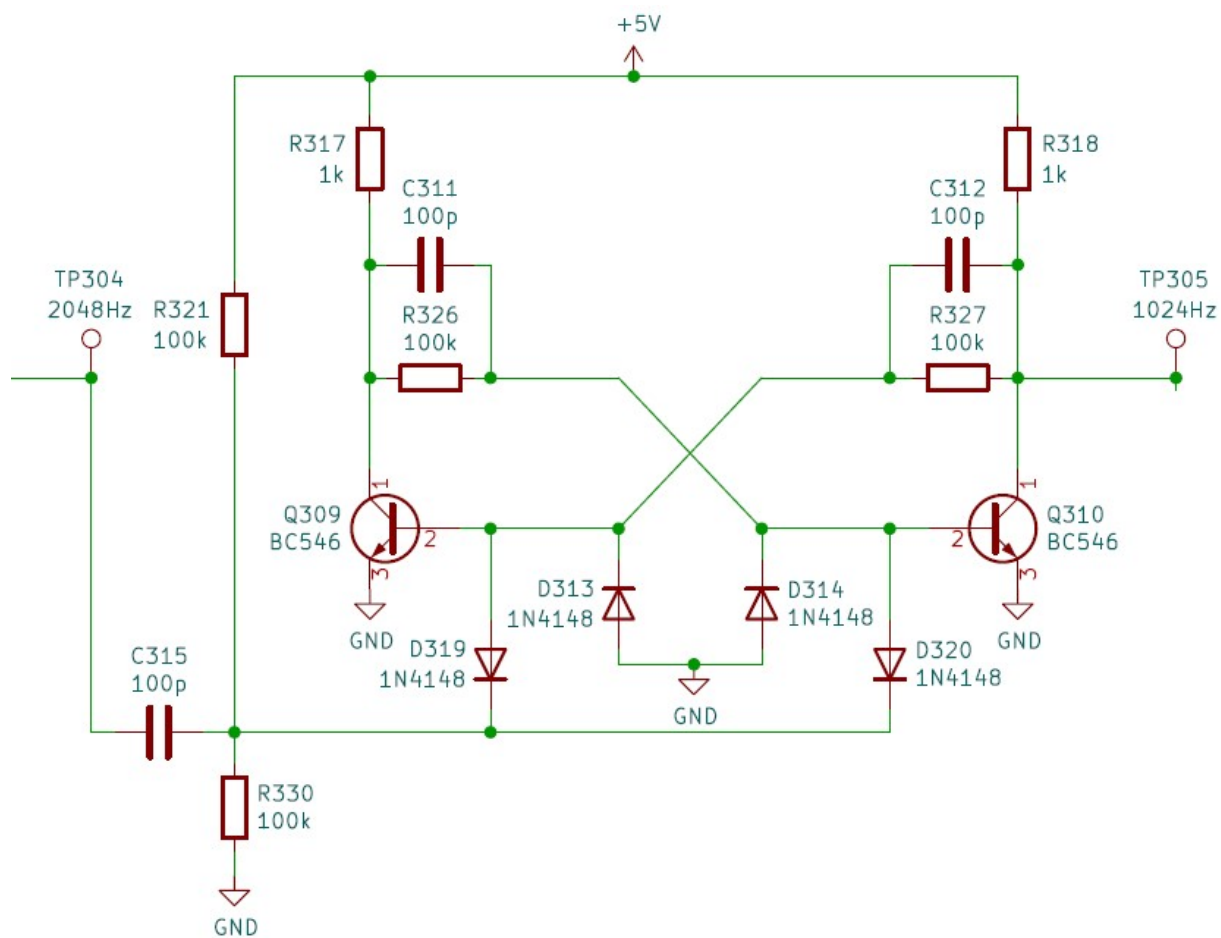 +5V
R317
1k
R318
1k
C311
100p
C312
100p
TP304
2048Hz
R321
100k
R326
100k
R327
100k
TP305
1024Hz
1
1
Q309
BC546
2
2
Q310
BC546
3
3
GND
GND
D313
1N4148
D314
1N4148
D319
1N4148
D320
1N4148
C315
100p
GND
R330
100k
GND